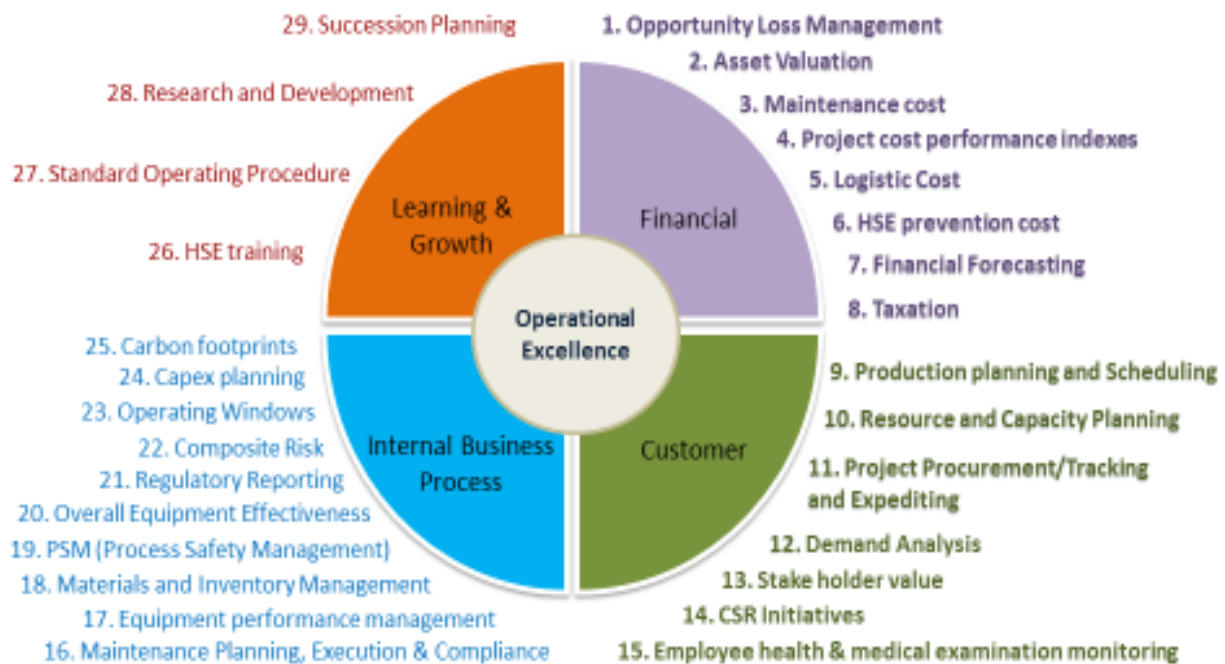 29. Succession Planning
1. Opportunity Loss Management
2. Asset Valuation
28. Research and Development
3. Maintenance cost
4. Project cost performance indexes
27. Standard Operating Procedure
5. Logistic Cost
Learning &
Growth
Financial
6. HSE prevention cost
26. HSE training
7. Financial Forecasting
8. Taxation
Operational
Excellence
25. Carbon footprints
24. Capex planning
9. Production planning and Scheduling
23. Operating Windows
10. Resource and Capacity Planning
22. Composite Risk
Internal Business
Process
Customer
11. Project Procurement/Tracking
and Expediting
21. Regulatory Reporting
20. Overall Equipment Effectiveness
19. PSM (Process Safety Management)
12. Demand Analysis
18. Materials and Inventory Management
13. Stake holder value
17. Equipment performance management
14. CSR Initiatives
16. Maintenance Planning, Execution & Compliance
15. Employee health & medical examination monitoring